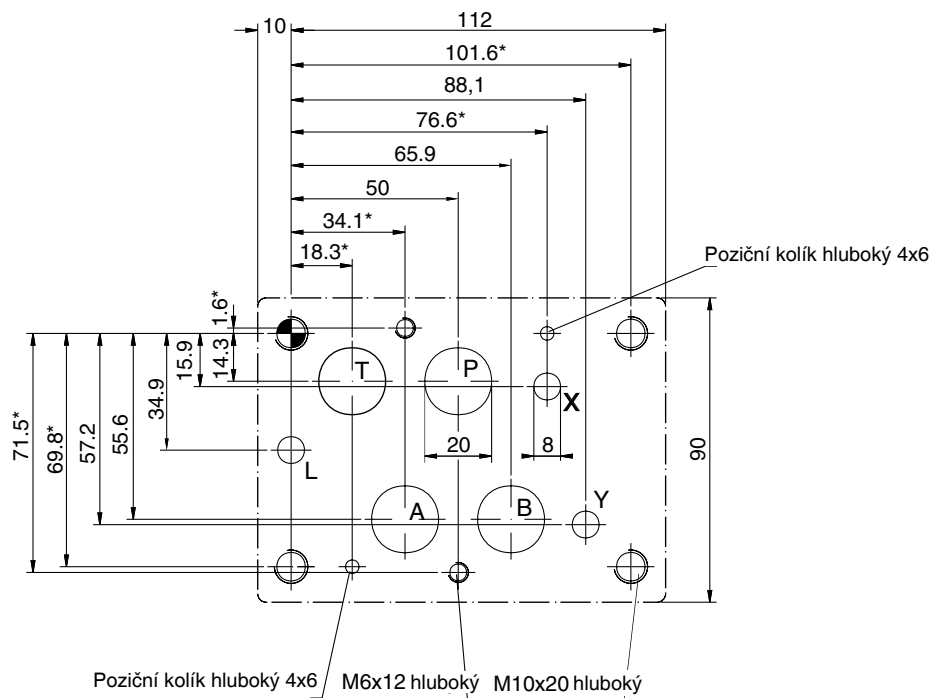 10
112
101.6*
88,1
76.6*
65.9
50
34.1*
18.3*
Poziční kolík hluboký 4x6
1.6*
14.3
15.9
34.9
55.6
57.2
69.8*
71.5*
T
P
X
20
8
90
L
A
B
Y
Poziční kolík hluboký 4x6
M6x12 hluboký
M10x20 hluboký